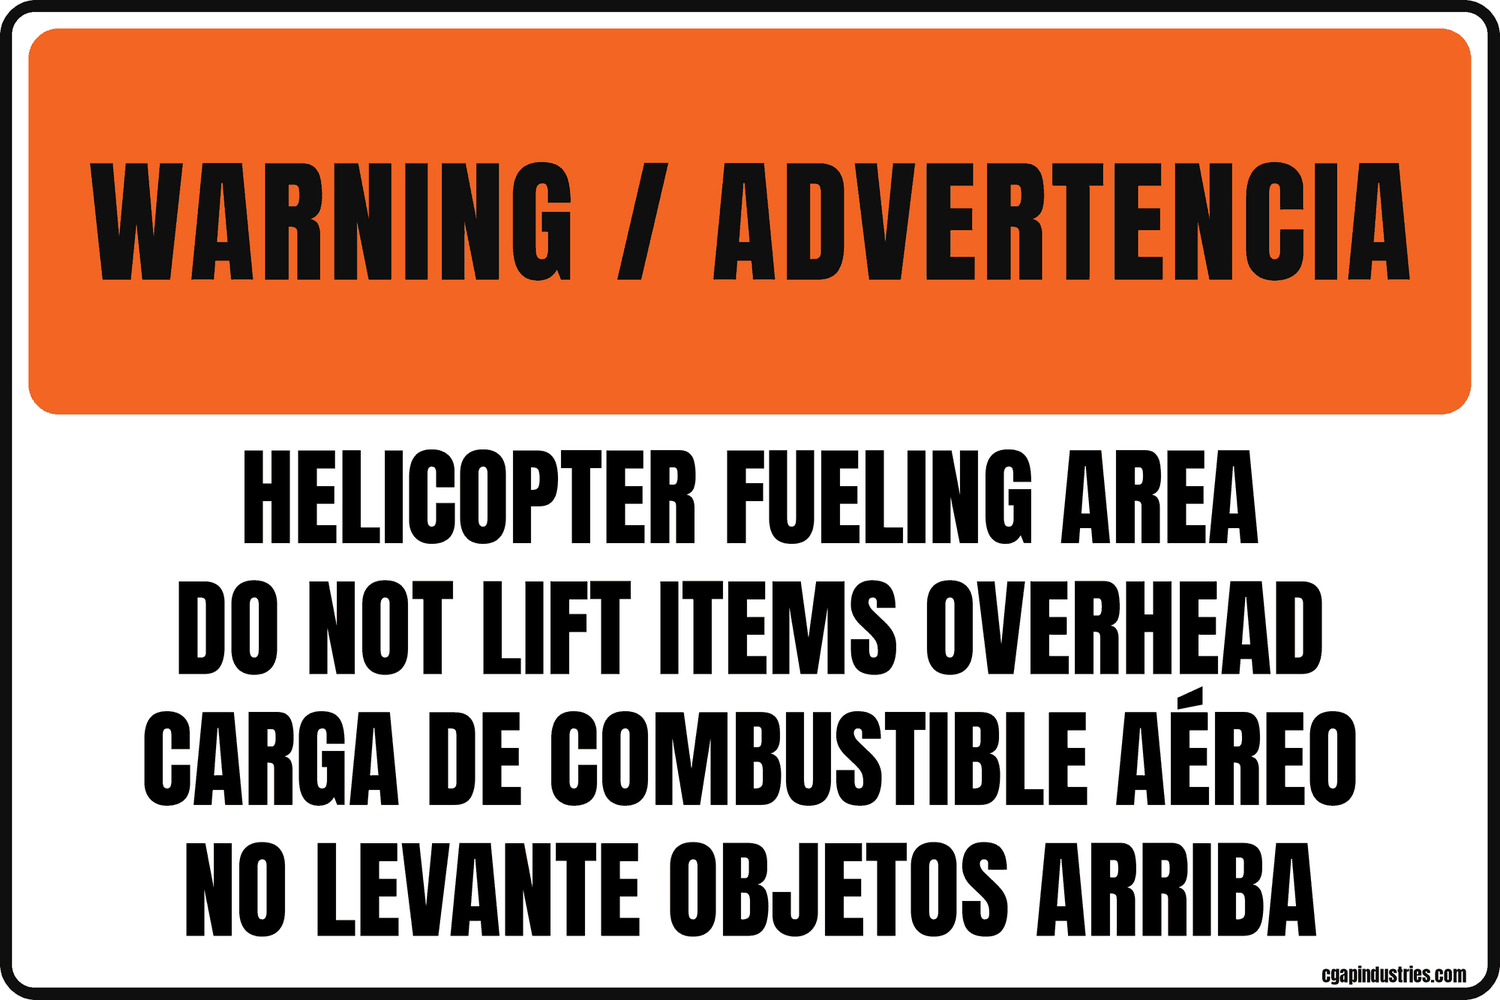 WARNING / ADVERTENCIA
HELICOPTER FUELING AREA
DO NOT LIFT ITEMS OVERHEAD
CARGA DE COMBUSTIBLE AÉREO
NO LEVANTE OBJETOS ARRIBA
cgapindustries.com